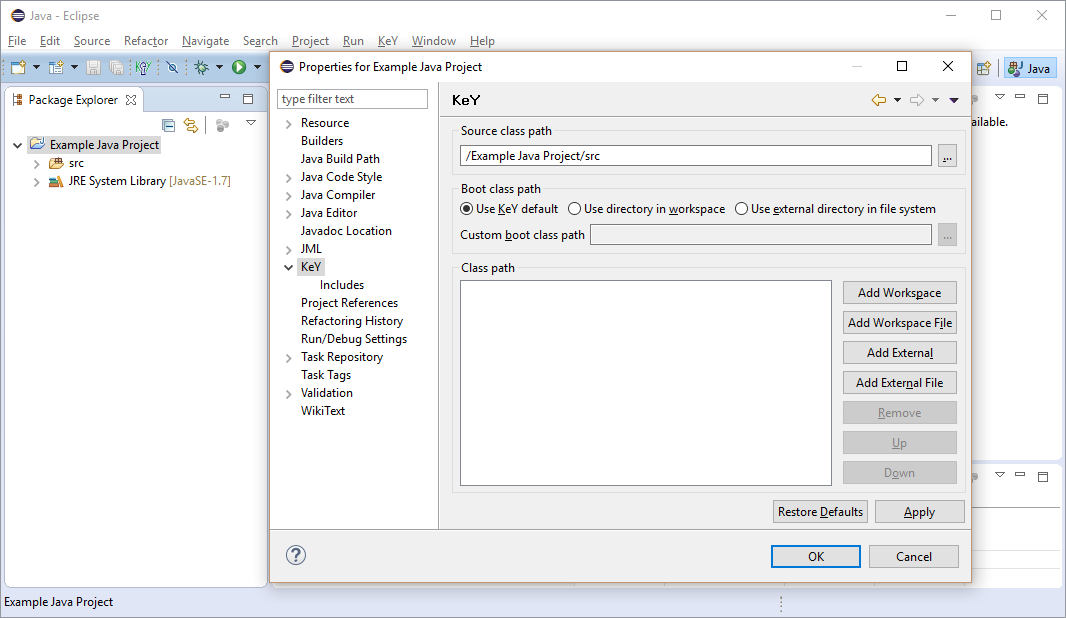 Java - Eclipse
File Edit Source Refactor Navigate Search Project Run KeY Window Help
Java
Package Explorer
Example Java Project
src
JRE System Library [JavaSE-1.7]
Properties for Example Java Project
type filter text
Resource
Builders
Java Build Path
Java Code Style
Java Compiler
Java Editor
Javadoc Location
JML
KeY
Includes
Project References
Refactoring History
Run/Debug Settings
Task Repository
Task Tags
Validation
WikiText
KeY
Source class path
/Example Java Project/src
...
Boot class path
Use KeY default Use directory in workspace Use external directory in file system
Custom boot class path
...
Class path
Add Workspace
Add Workspace File
Add External
Add External File
Remove
Up
Down
Restore Defaults Apply
?
OK Cancel
ailable.
Example Java Project